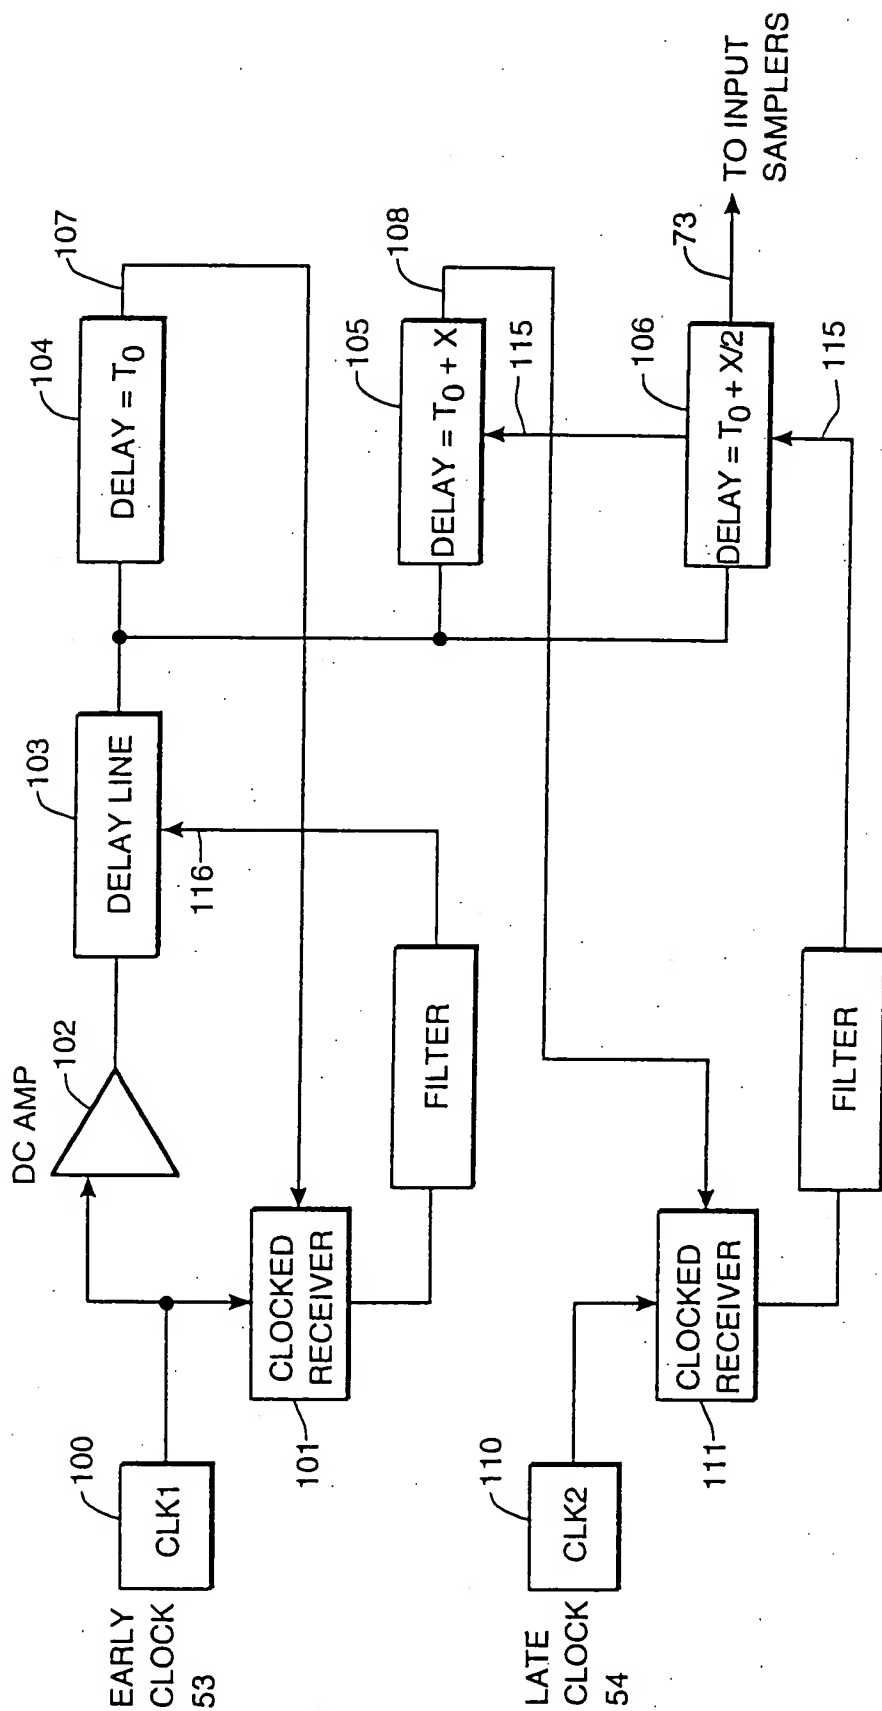 EARLY
CLOCK
53
100
CLK1
DC AMP
102
103
DELAY LINE
104
DELAY = T0
107
101
CLOCKED
RECEIVER
116
FILTER
105
DELAY = T0 + X
108
115
106
DELAY = T0 + X/2
73
TO INPUT
SAMPLERS
115
LATE
CLOCK
54
110
CLK2
111
CLOCKED
RECEIVER
FILTER